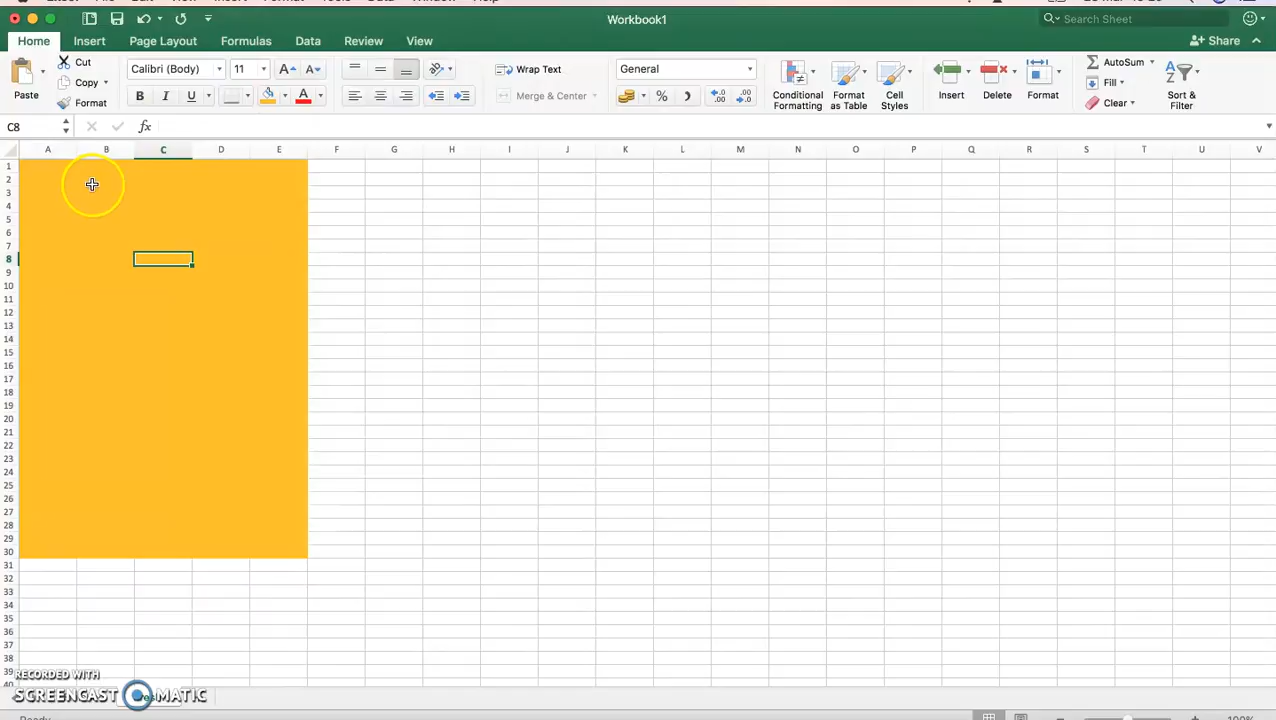 Workbook1
Search Sheet
Home Insert Page Layout Formulas Data Review View
Share
Paste
Cut
Copy
Format
Calibri (Body) 11
B I U
A
Wrap Text
Merge & Center
General
%
Conditional Formatting
Format as Table
Cell Styles
Insert
Delete
Format
AutoSum
Fill
Clear
Sort & Filter
C8
fx
A B C D E F G H I J K L M N O P Q R S T U V
1
2
3
4
5
6
7
8
9
10
11
12
13
14
15
16
17
18
19
20
21
22
23
24
25
26
27
28
29
30
31
32
33
34
35
36
37
38
39
RECORDED WITH
SCREENCAST MATIC
Ready
100%